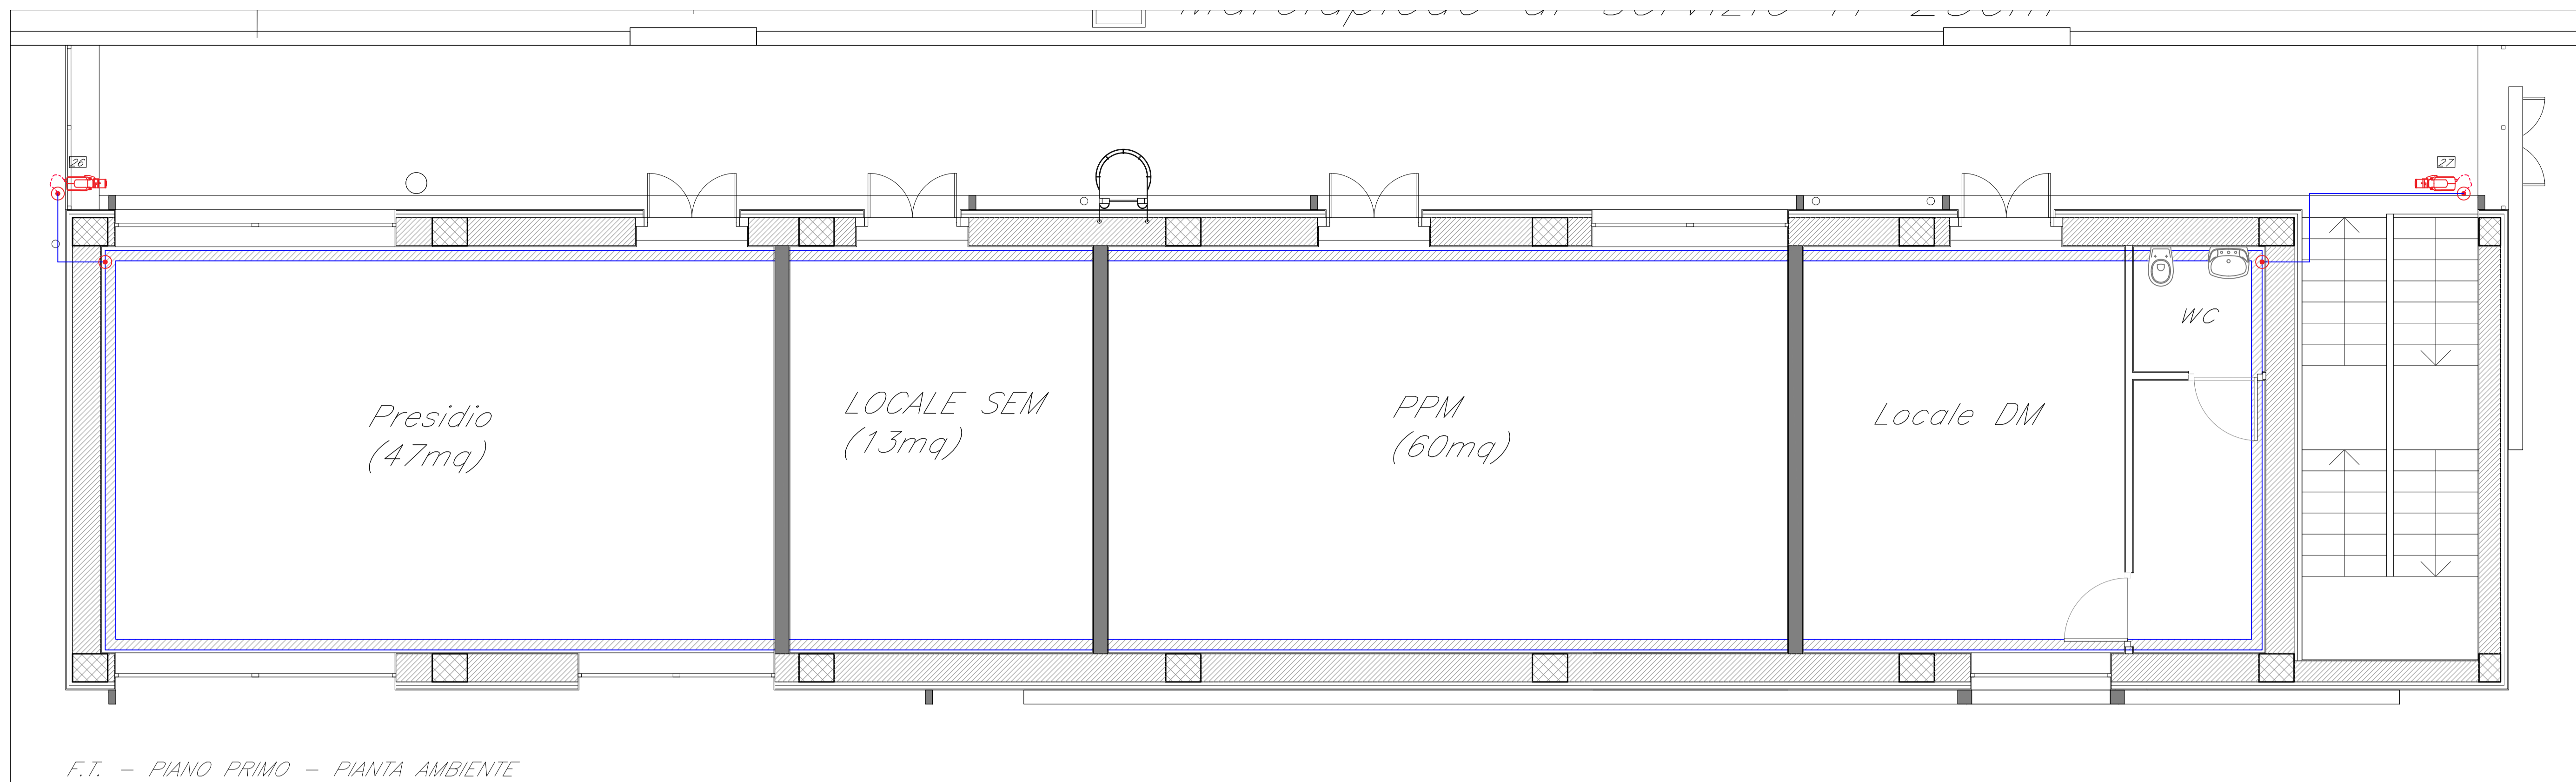 26
27
WC
Presidio
(47mq)
LOCALE SEM
(13mq)
PPM
(60mq)
Locale DM
F.T. - PIANO PRIMO - PIANTA AMBIENTE